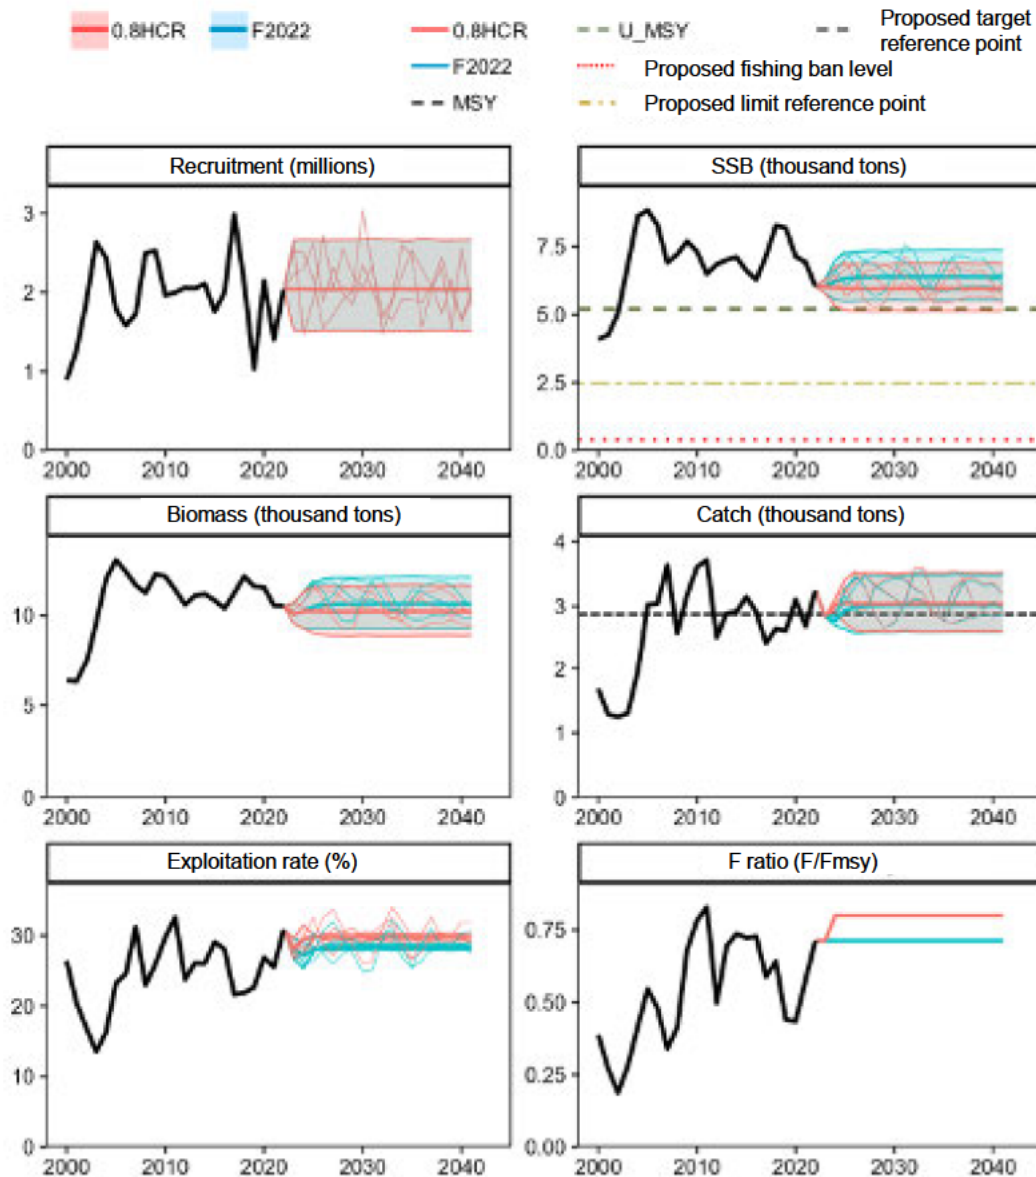 0.8HCR F2022 0.8HCR U_MSY Proposed target
reference point
F2022 Proposed fishing ban level
MSY Proposed limit reference point
Recruitment (millions) SSB (thousand tons)
3
2
1
0
7.5
5.0
2.5
0.0
2000 2010 2020 2030 2040 2000 2010 2020 2030 2040
Biomass (thousand tons) Catch (thousand tons)
10
5
0
4
3
2
1
0
2000 2010 2020 2030 2040 2000 2010 2020 2030 2040
Exploitation rate (%) F ratio (F/Fmsy)
30
20
10
0
0.75
0.50
0.25
0.00
2000 2010 2020 2030 2040 2000 2010 2020 2030 2040